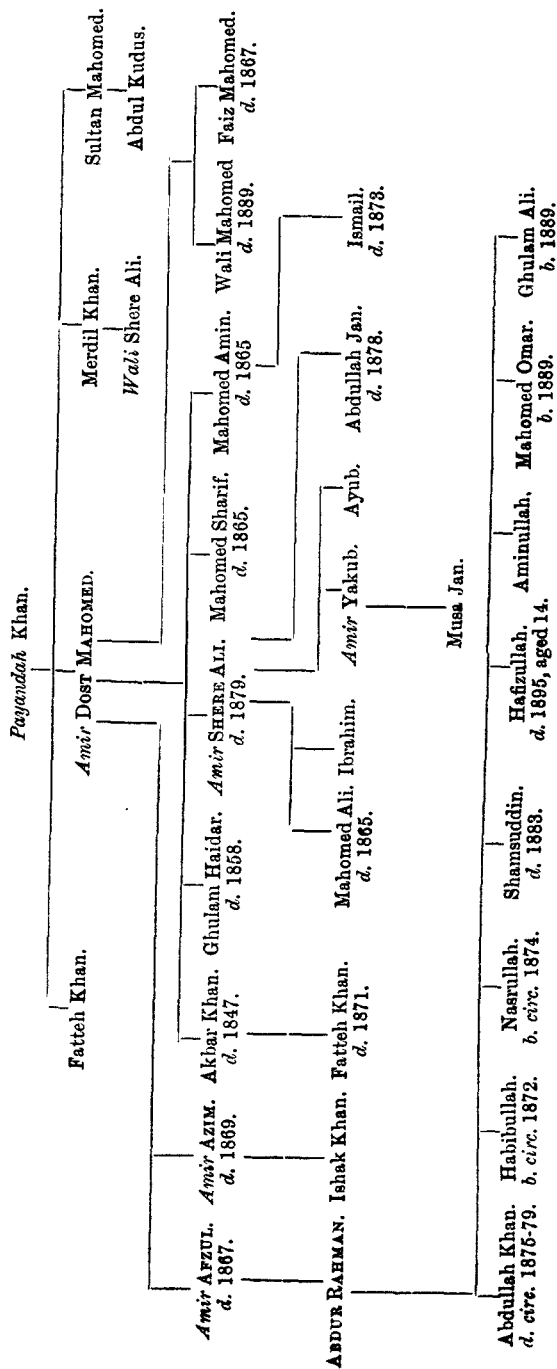 Payandah Khan.
Fatteh Khan.
Amir DOST MAHOMED.
Merdil Khan.
Sultan Mahomed.
Wali Shere Ali.
Abdul Kudus.
Amir AFZUL.
d. 1867.
Amir AZIM.
d. 1869.
Akbar Khan.
d. 1847.
Ghulam Haidar.
d. 1858.
Amir SHERE ALI.
d. 1879.
Mahomed Sharif.
d. 1865.
Mahomed Amin.
d. 1865
Wali Mahomed
d. 1889.
Faiz Mahomed.
d. 1867.
ABDUR RAHMAN.
Ishak Khan.
Fatteh Khan.
d. 1871.
Mahomed Ali.
d. 1865.
Ibrahim.
Amir Yakub.
Ayub.
Abdullah Jan.
d. 1878.
Ismail.
d. 1873.
Musa Jan.
Abdullah Khan.
d. circ. 1875-79.
Habibullah.
b. circ. 1872.
Nasrullah.
b. circ. 1874.
Shamsuddin.
d. 1883.
Hafizullah.
d. 1895, aged 14.
Aminullah.
Mahomed Omar.
b. 1889.
Ghulam Ali.
b. 1889.